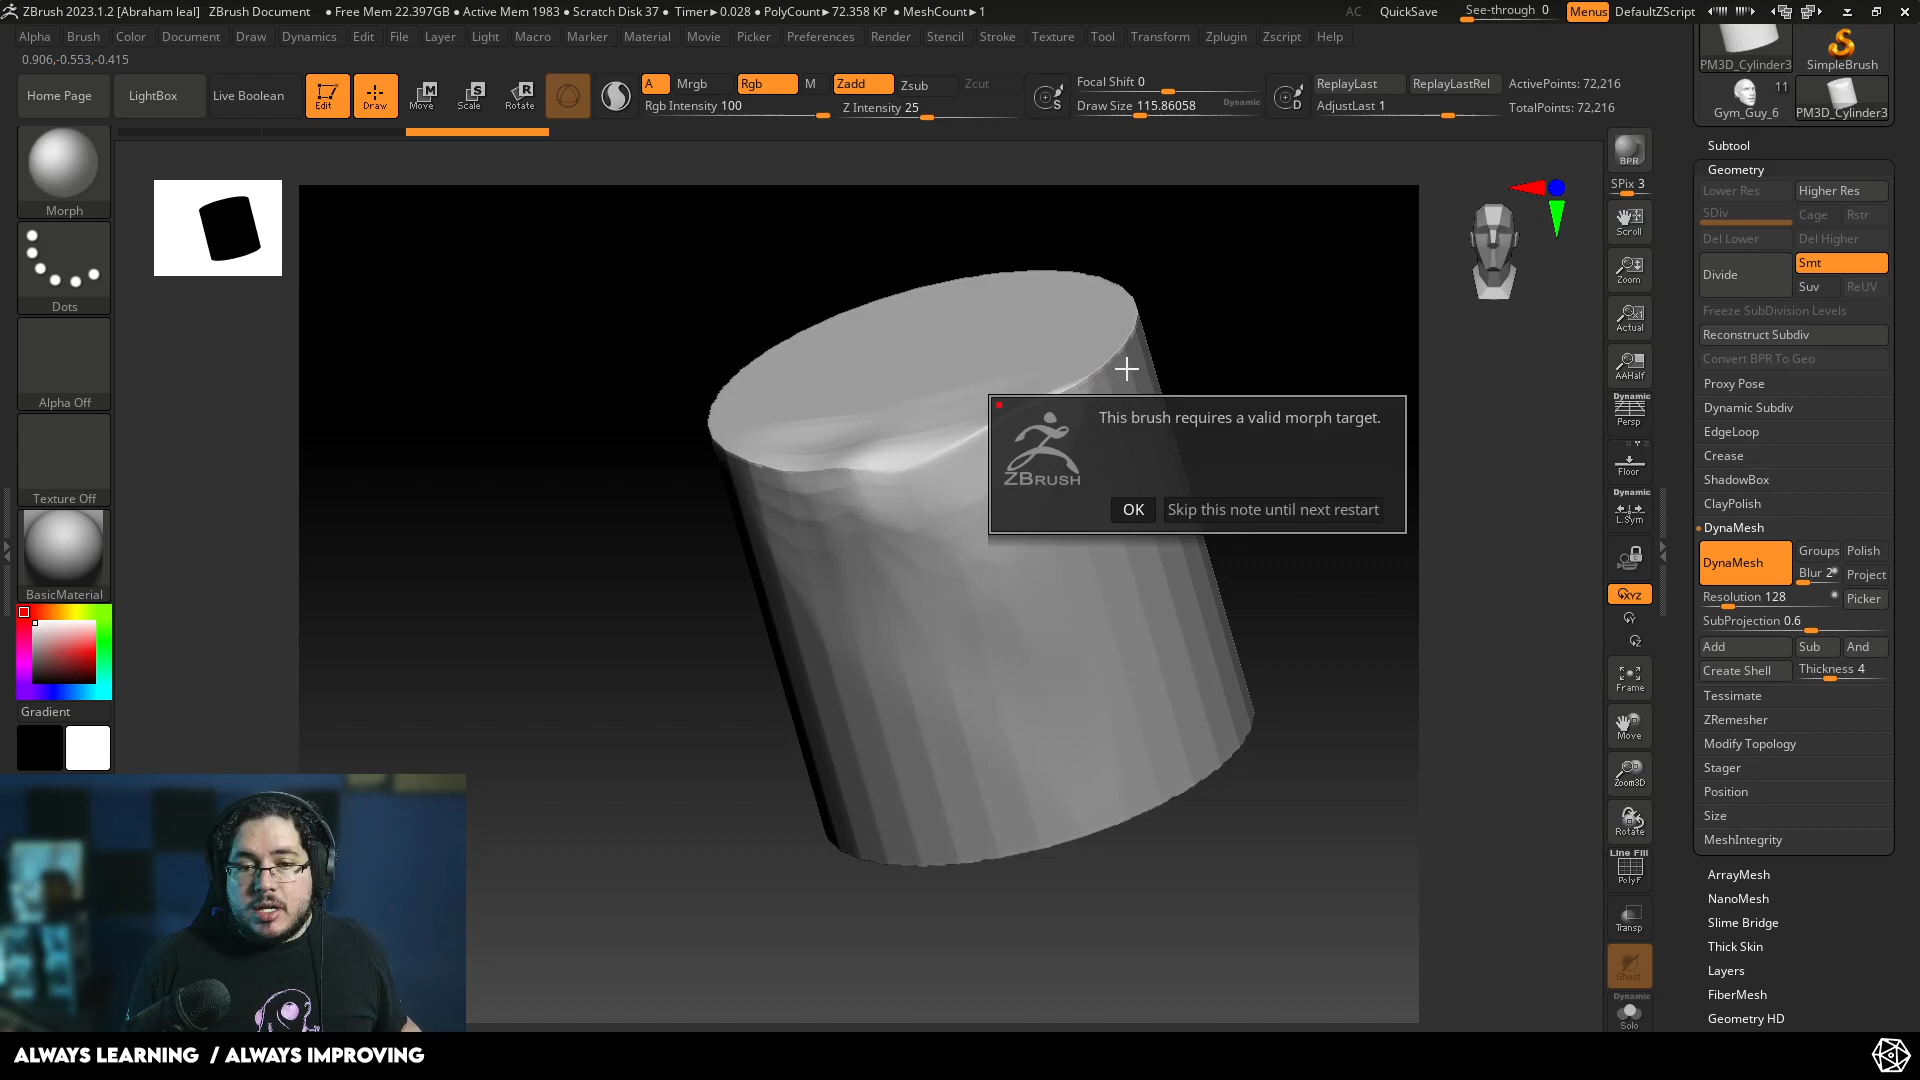 ZBrush 2023.1.2 [Abraham leal] ZBrush Document ● Free Mem 22.397GB ● Active Mem 1983 ● Scratch Disk 37 ● Timer►0.028 ● PolyCount►72.358 KP ● MeshCount►1 AC QuickSave See-through 0 Menus DefaultZScript
Alpha Brush Color Document Draw Dynamics Edit File Layer Light Macro Marker Material Movie Picker Preferences Render Stencil Stroke Texture Tool Transform Zplugin Zscript Help
0.906,-0.553,-0.415
Home Page LightBox Live Boolean Edit Draw Move Scale Rotate
A Mrgb Rgb M Zadd Zsub Zcut
Rgb Intensity 100 Z Intensity 25
Focal Shift 0
Draw Size 115.86058 Dynamic
ReplayLast ReplayLastRel ActivePoints: 72,216
AdjustLast 1 TotalPoints: 72,216
PM3D_Cylinder3 SimpleBrush
11
Gym_Guy_6 PM3D_Cylinder3
Morph
Dots
Alpha Off
Texture Off
BasicMaterial
Gradient
This brush requires a valid morph target.
ZBRUSH
OK Skip this note until next restart
BPR
SPix 3
Scroll
Zoom
Actual
AAHalf
Dynamic
Persp
Floor
Dynamic
L.Sym
XYZ
Y
Z
Frame
Move
Zoom3D
Rotate
Line Fill
PolyF
Transp
Ghost
Dynamic
Solo
Subtool
Geometry
Lower Res Higher Res
SDiv Cage Rstr
Del Lower Del Higher
Divide Smt
Suv ReUV
Freeze SubDivision Levels
Reconstruct Subdiv
Convert BPR To Geo
Proxy Pose
Dynamic Subdiv
EdgeLoop
Crease
ShadowBox
ClayPolish
DynaMesh
DynaMesh Groups Polish
Blur 2 Project
Resolution 128 Picker
SubProjection 0.6
Add Sub And
Create Shell Thickness 4
Tessimate
ZRemesher
Modify Topology
Stager
Position
Size
MeshIntegrity
ArrayMesh
NanoMesh
Slime Bridge
Thick Skin
Layers
FiberMesh
Geometry HD
ALWAYS LEARNING / ALWAYS IMPROVING